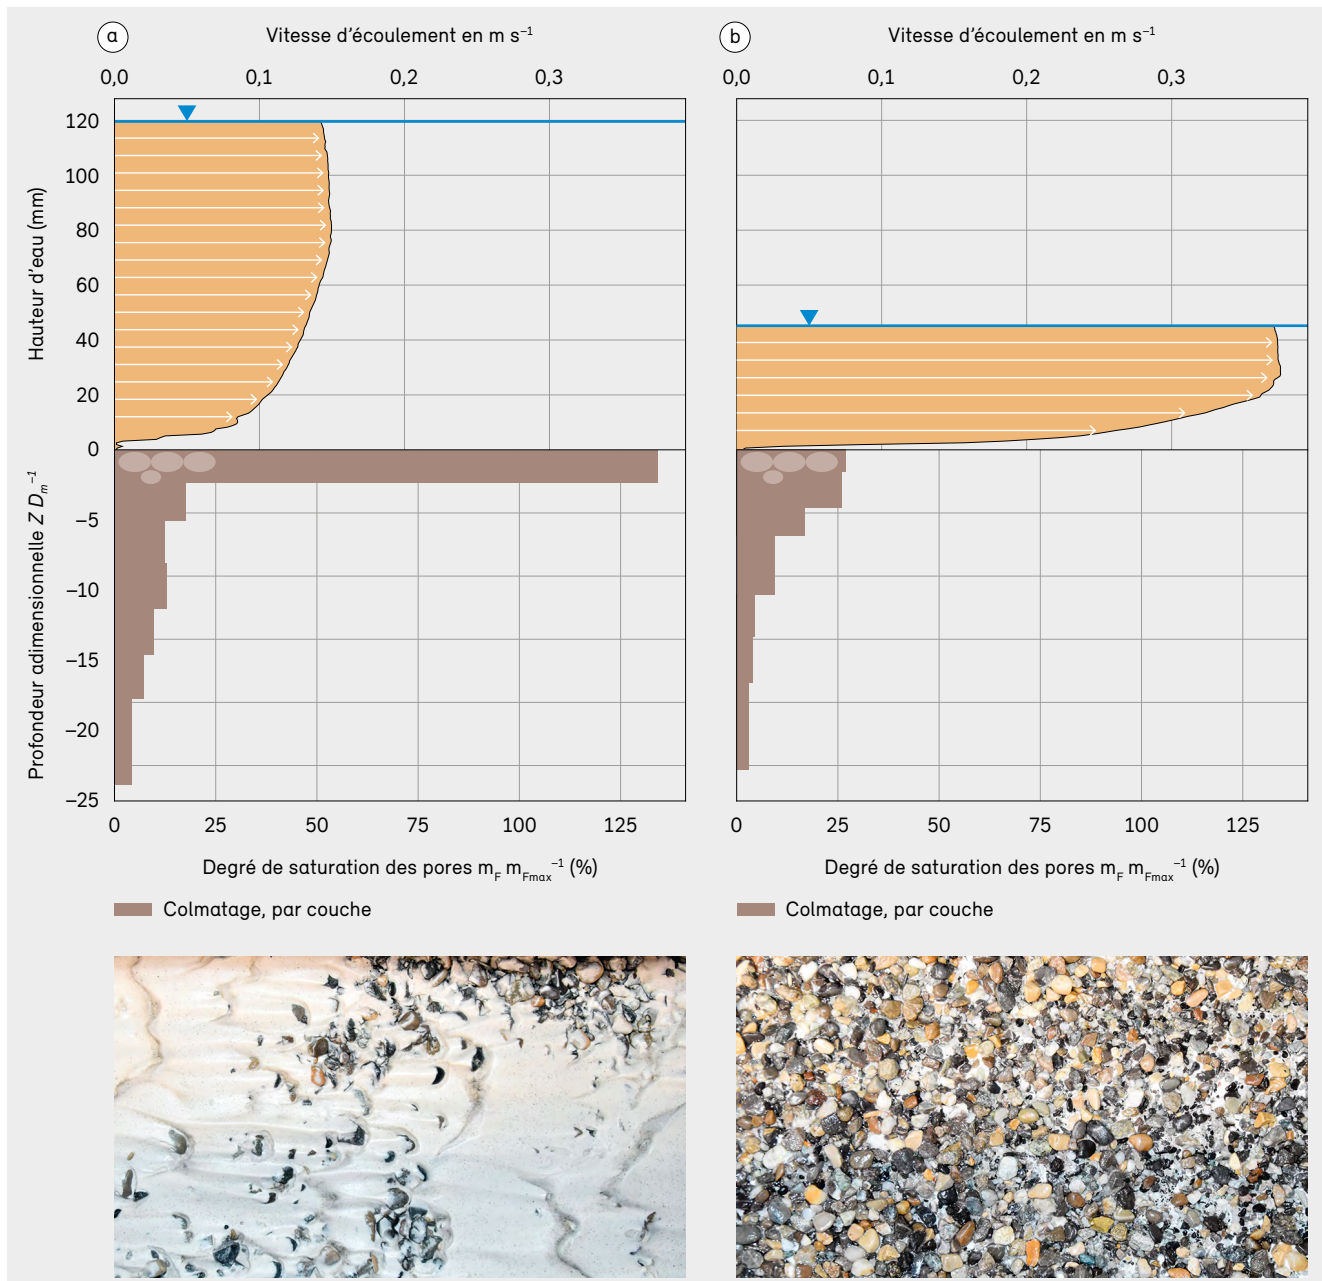 a
Vitesse d’écoulement en m s⁻¹
0,0 0,1 0,2 0,3
Hauteur d’eau (mm)
120
100
80
60
40
20
0
Profondeur adimensionnelle Z Dₘ⁻¹
–5
–10
–15
–20
–25
0 25 50 75 100 125
Degré de saturation des pores m_F m_Fmax⁻¹ (%)
Colmatage, par couche
b
Vitesse d’écoulement en m s⁻¹
0,0 0,1 0,2 0,3
0 25 50 75 100 125
Degré de saturation des pores m_F m_Fmax⁻¹ (%)
Colmatage, par couche